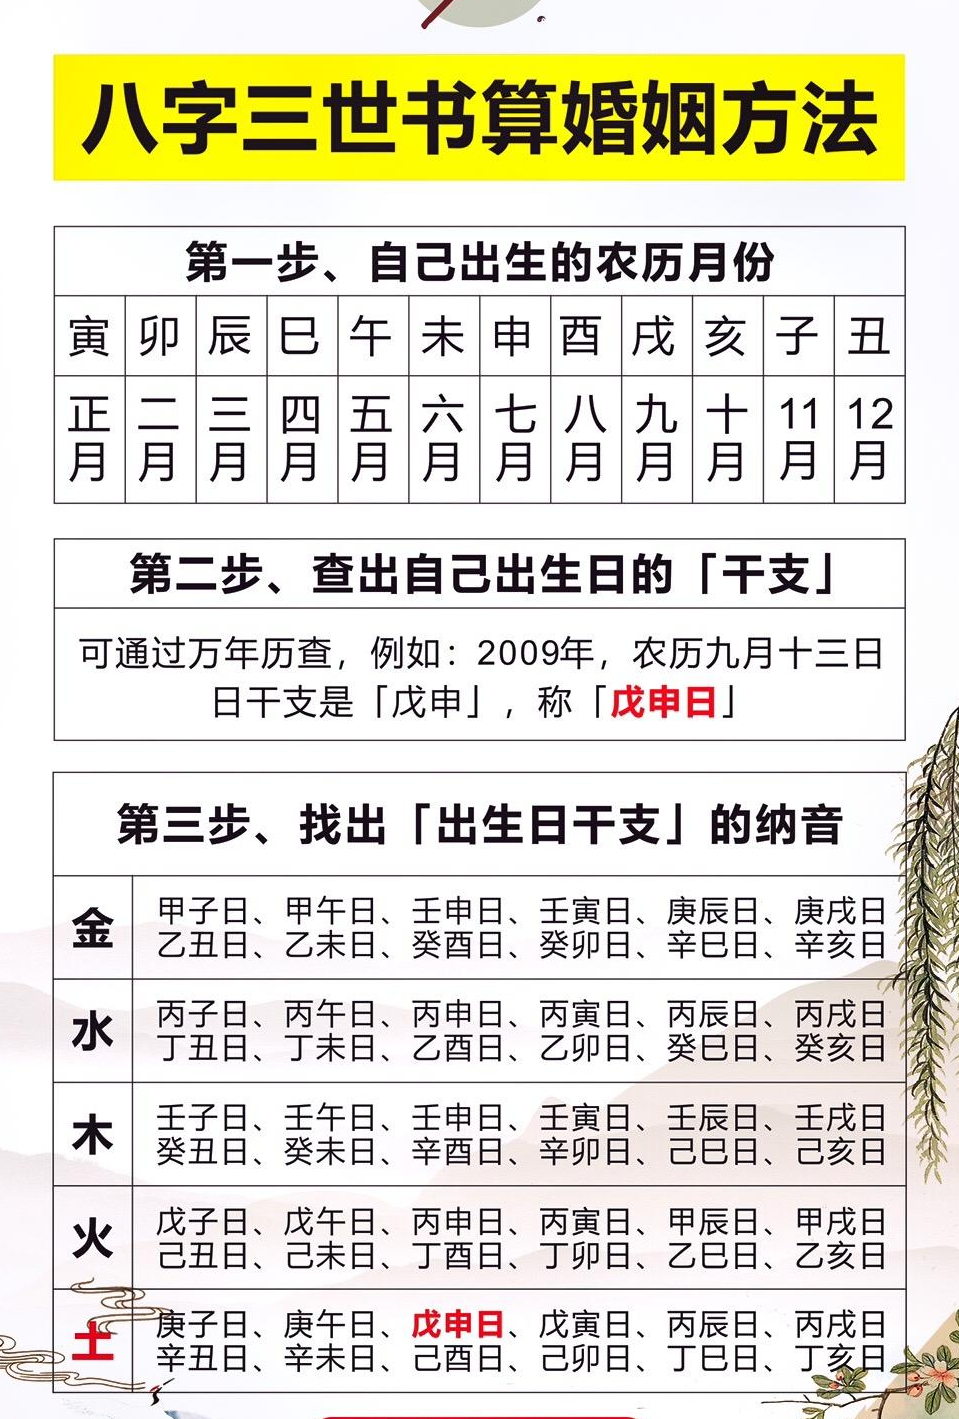 八字三世书算婚姻方法
第一步、自己出生的农历月份
寅 卯 辰 巳 午 未 申 酉 戌 亥 子 丑
正月 二月 三月 四月 五月 六月 七月 八月 九月 十月 11月 12月
第二步、查出自己出生日的「干支」
可通过万年历查，例如：2009年，农历九月十三日
日干支是「戊申」，称「戊申日」
第三步、找出「出生日干支」的纳音
金
甲子日、甲午日、壬申日、壬寅日、庚辰日、庚戌日
乙丑日、乙未日、癸酉日、癸卯日、辛巳日、辛亥日
水
丙子日、丙午日、丙申日、丙寅日、丙辰日、丙戌日
丁丑日、丁未日、乙酉日、乙卯日、癸巳日、癸亥日
木
壬子日、壬午日、壬申日、壬寅日、壬辰日、壬戌日
癸丑日、癸未日、辛酉日、辛卯日、己巳日、己亥日
火
戊子日、戊午日、丙申日、丙寅日、甲辰日、甲戌日
己丑日、己未日、丁酉日、丁卯日、乙巳日、乙亥日
土
庚子日、庚午日、戊申日、戊寅日、丙辰日、丙戌日
辛丑日、辛未日、己酉日、己卯日、丁巳日、丁亥日